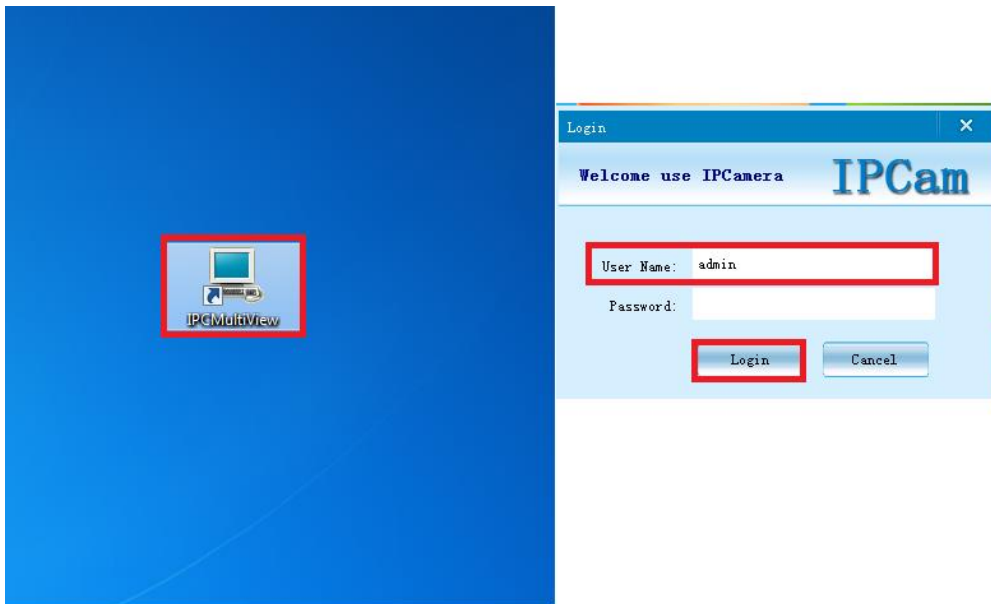 IPCMultiView
Login
Welcome use IPCamera
IPCam
User Name: admin
Password:
Login
Cancel